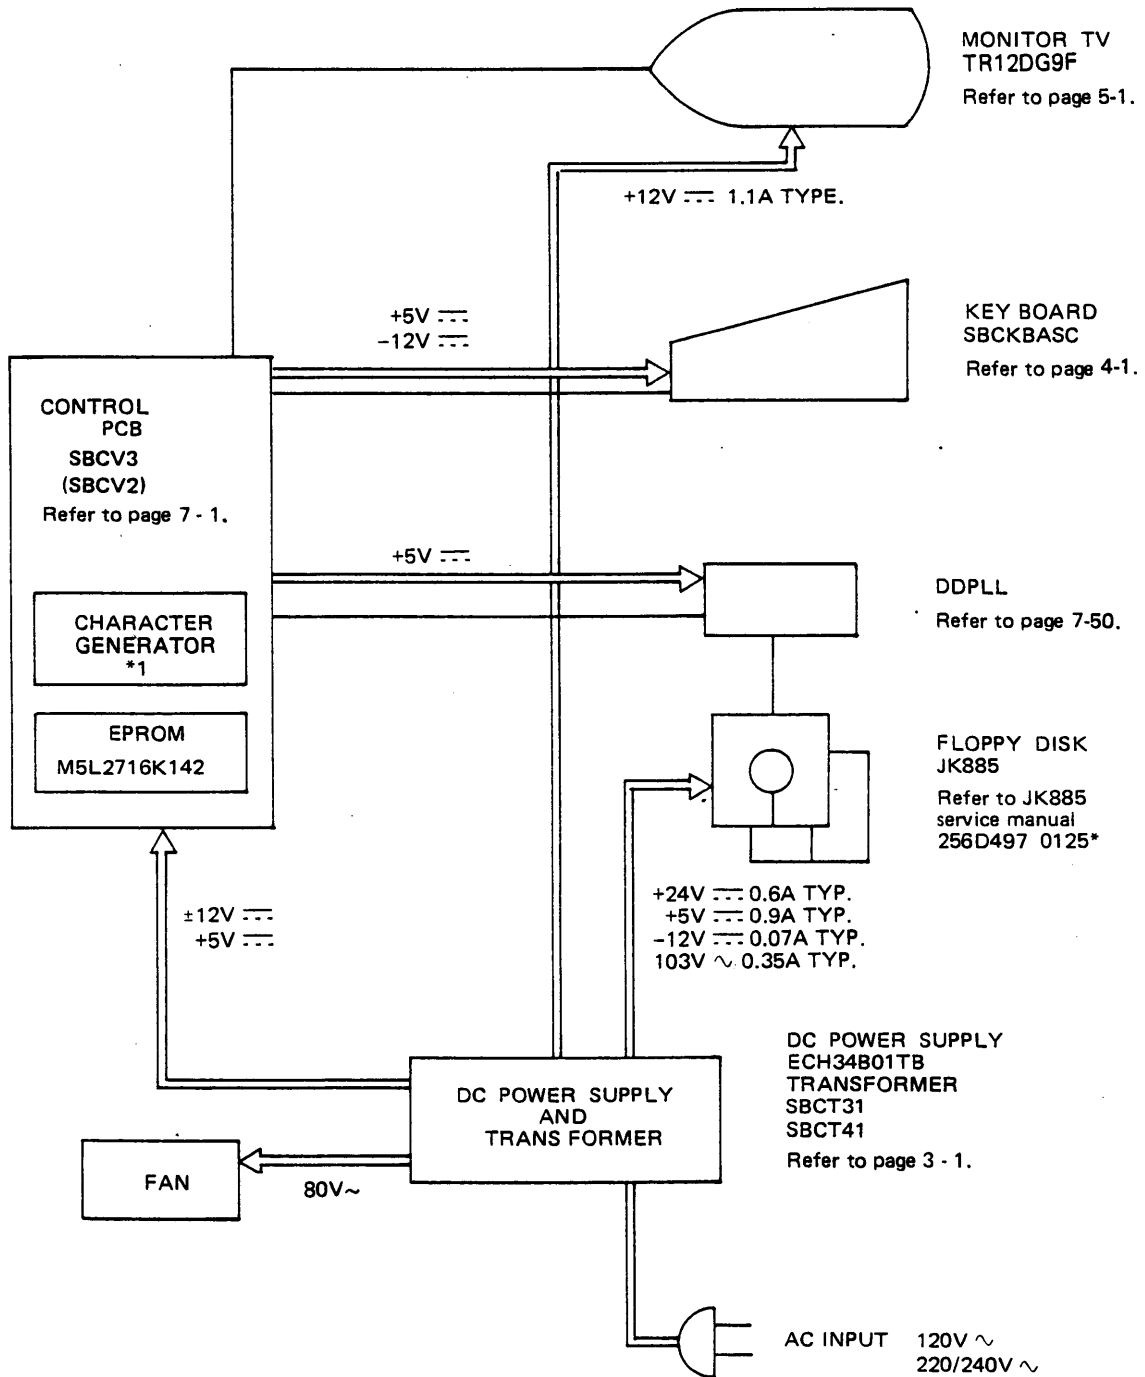 MONITOR TV
TR12DG9F
Refer to page 5-1.
+12V ⎓ 1.1A TYPE.
KEY BOARD
SBCKBASC
Refer to page 4-1.
+5V ⎓
-12V ⎓
CONTROL
PCB
SBCV3
(SBCV2)
Refer to page 7 - 1.
CHARACTER
GENERATOR
*1
EPROM
M5L2716K142
+5V ⎓
DDPLL
Refer to page 7-50.
FLOPPY DISK
JK885
Refer to JK885
service manual
256D497 0125*
+24V ⎓ 0.6A TYP.
+5V ⎓ 0.9A TYP.
-12V ⎓ 0.07A TYP.
103V ∿ 0.35A TYP.
±12V ⎓
+5V ⎓
DC POWER SUPPLY
AND
TRANS FORMER
DC POWER SUPPLY
ECH34B01TB
TRANSFORMER
SBCT31
SBCT41
Refer to page 3 - 1.
FAN
80V~
AC INPUT 120V ∿
220/240V ∿